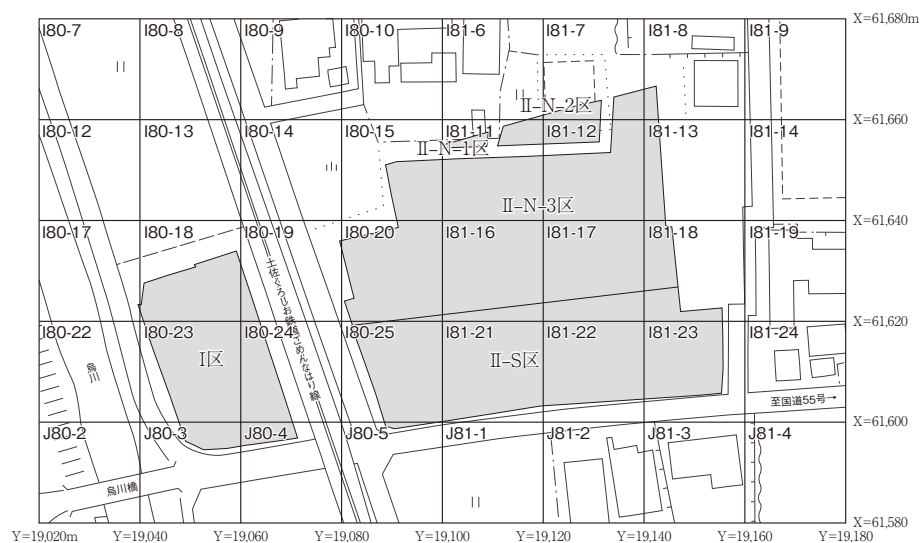 I80-7 I80-8 I80-9 I80-10 I81-6 I81-7 I81-8 I81-9 X=61,680m
II-N-2区
I80-12 I80-13 I80-14 I80-15 I81-11 I81-12 I81-13 I81-14 X=61,660
II-N-1区
II-N-3区
I80-17 I80-18 I80-19 I80-20 I81-16 I81-17 I81-18 I81-19 X=61,640
土佐くろしお鉄道ごめんなはり線
I80-22 I80-23 I80-24 I80-25 I81-21 I81-22 I81-23 I81-24 X=61,620
烏川
I区
II-S区
至国道55号→
J80-2 J80-3 J80-4 J80-5 J81-1 J81-2 J81-3 J81-4 X=61,600
烏川橋
X=61,580
Y=19,020m Y=19,040 Y=19,060 Y=19,080 Y=19,100 Y=19,120 Y=19,140 Y=19,160 Y=19,180